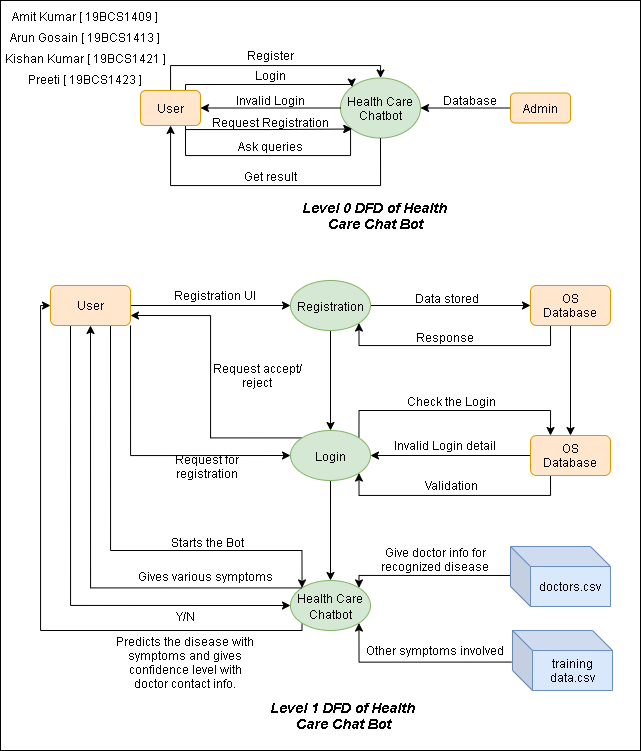 Amit Kumar [ 19BCS1409 ]
Arun Gosain [ 19BCS1413 ]
Kishan Kumar [ 19BCS1421 ]
Preeti [ 19BCS1423 ]
Register
Login
User
Invalid Login
Health Care
Chatbot
Database
Admin
Request Registration
Ask queries
Get result
Level 0 DFD of Health
Care Chat Bot
User
Registration UI
Registration
Data stored
OS
Database
Response
Request accept/
reject
Check the Login
Request for
registration
Login
Invalid Login detail
OS
Database
Validation
Starts the Bot
Gives various symptoms
Give doctor info for
recognized disease
doctors.csv
Health Care
Chatbot
Y/N
Predicts the disease with
symptoms and gives
confidence level with
doctor contact info.
Other symptoms involved
training
data.csv
Level 1 DFD of Health
Care Chat Bot